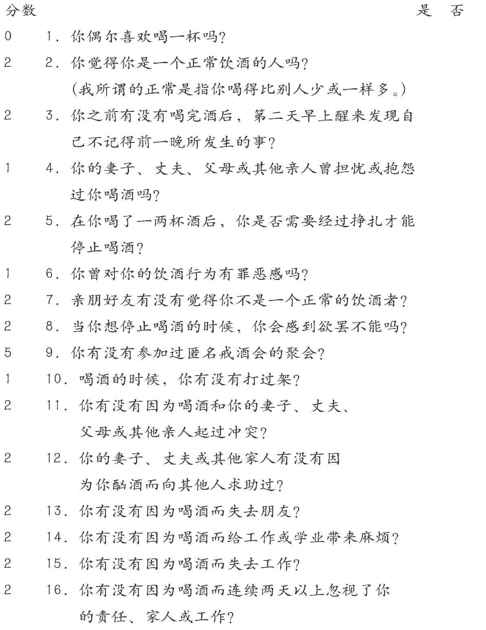 分数 是 否
0 1. 你偶尔喜欢喝一杯吗?
2 2. 你觉得你是一个正常饮酒的人吗?
(我所谓的正常是指你喝得比别人少或一样多。)
2 3. 你之前有没有喝完酒后，第二天早上醒来发现自
己不记得前一晚所发生的事?
1 4. 你的妻子、丈夫、父母或其他亲人曾担忧或抱怨
过你喝酒吗?
2 5. 在你喝了一两杯酒后，你是否需要经过挣扎才能
停止喝酒?
1 6. 你曾对你的饮酒行为有罪恶感吗?
2 7. 亲朋好友有没有觉得你不是一个正常的饮酒者?
2 8. 当你想停止喝酒的时候，你会感到欲罢不能吗?
5 9. 你有没有参加过匿名戒酒会的聚会?
1 10. 喝酒的时候，你有没有打过架?
2 11. 你有没有因为喝酒和你的妻子、丈夫、
父母或其他亲人起过冲突?
2 12. 你的妻子、丈夫或其他家人有没有因
为你酗酒而向其他人求助过?
2 13. 你有没有因为喝酒而失去朋友?
2 14. 你有没有因为喝酒而给工作或学业带来麻烦?
2 15. 你有没有因为喝酒而失去工作?
2 16. 你有没有因为喝酒而连续两天以上忽视了你
的责任、家人或工作?